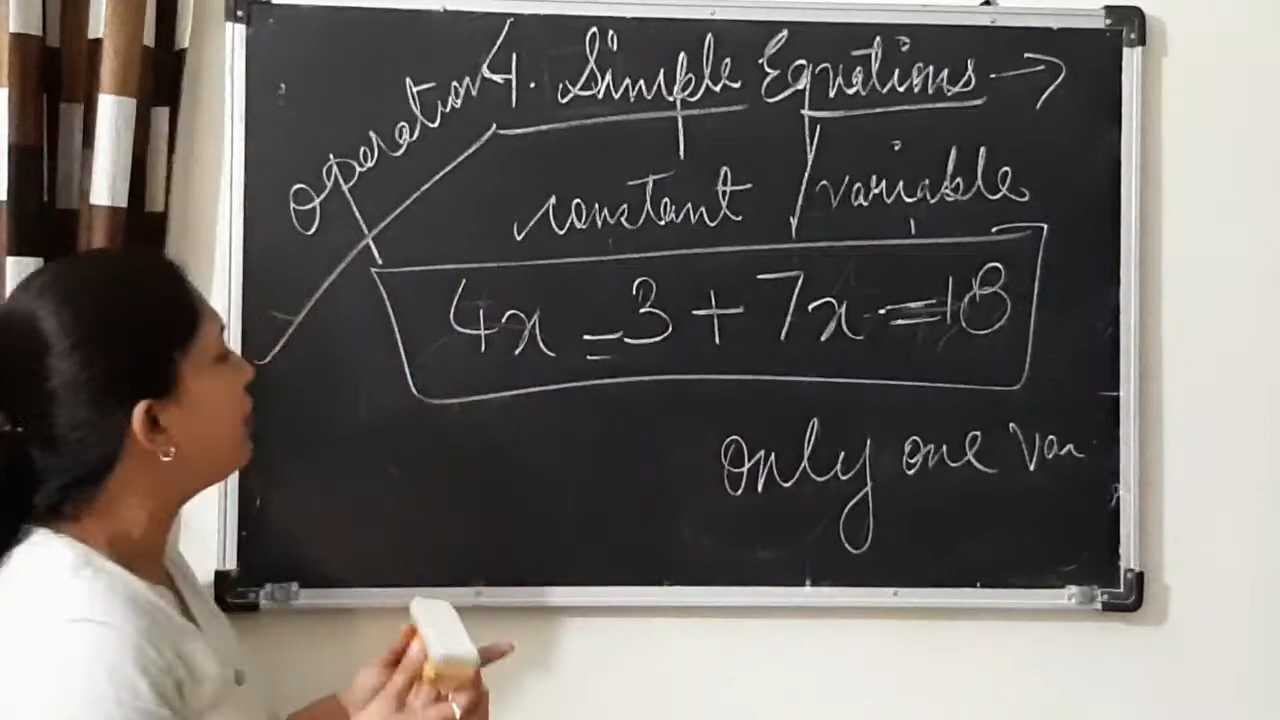 4. Simple Equations →
operation
constant / variable
4x - 3 + 7x = 18
only one var